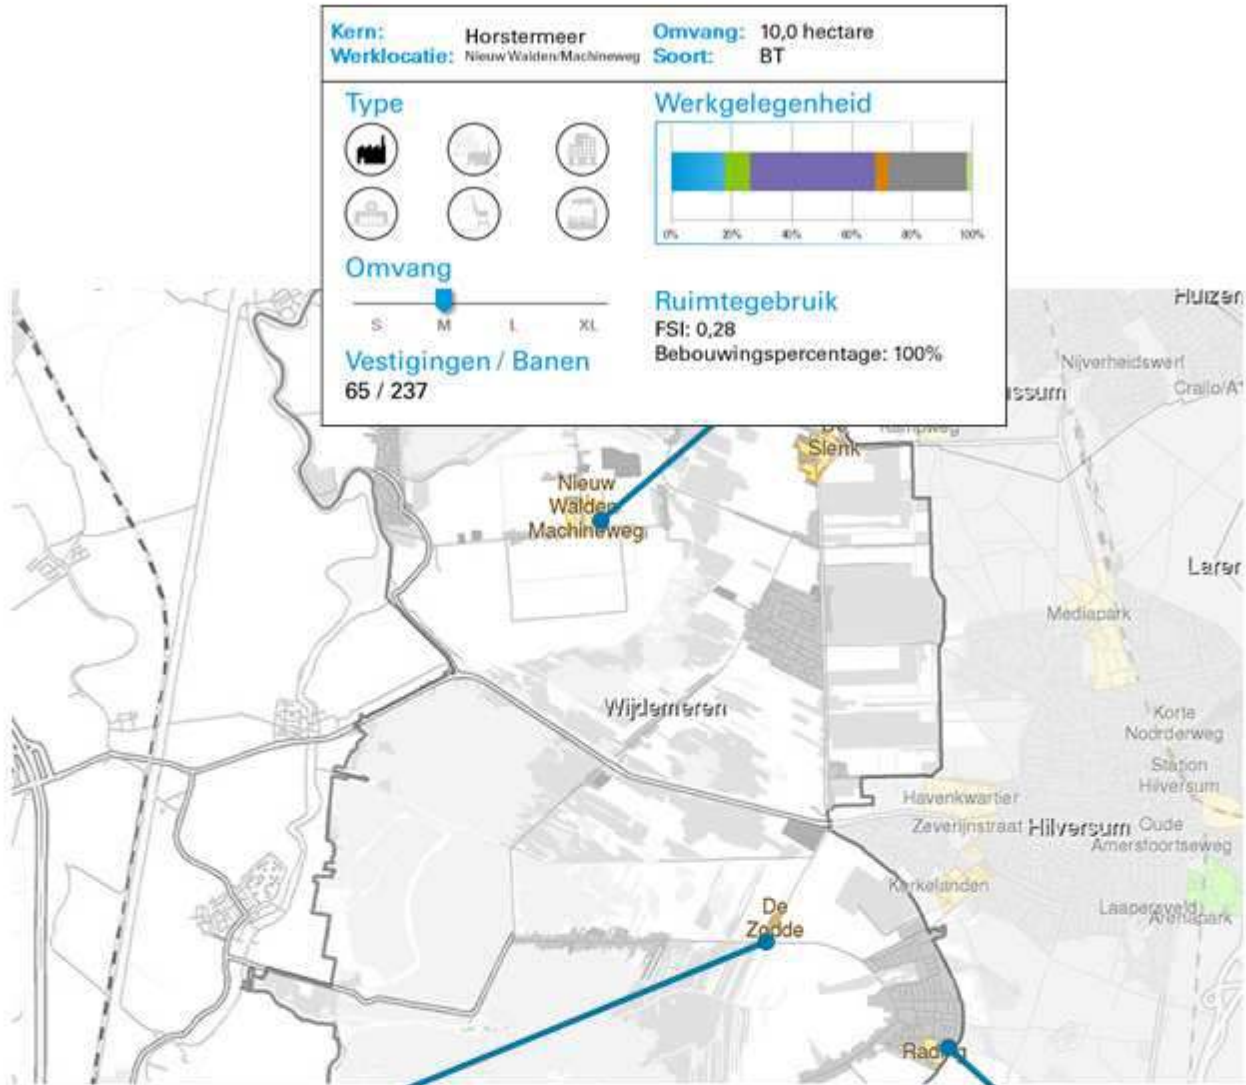 Kern: Horstermeer Omvang: 10,0 hectare
Werklocatie: Nieuw Walden/Machineweg Soort: BT
Type
Werkgelegenheid
0% 20% 40% 60% 80% 100%
Omvang
S M L XL
Ruimtegebruik
FSI: 0,28
Bebouwingspercentage: 100%
Vestigingen / Banen
65 / 237
Huizen
Nijverheidswerf
Crailo/A1
ussum
De
Slenk
Rampweg
Nieuw
Walden
Machineweg
Laren
Mediapark
Wijdemeren
Korte
Noorderweg
Station
Hilversum
Havenkwartier
Zeverijnstraat
Hilversum
Oude
Amersfoortseweg
Kerkelanden
Laapersveld
Arenapark
De
Zodde
Rading